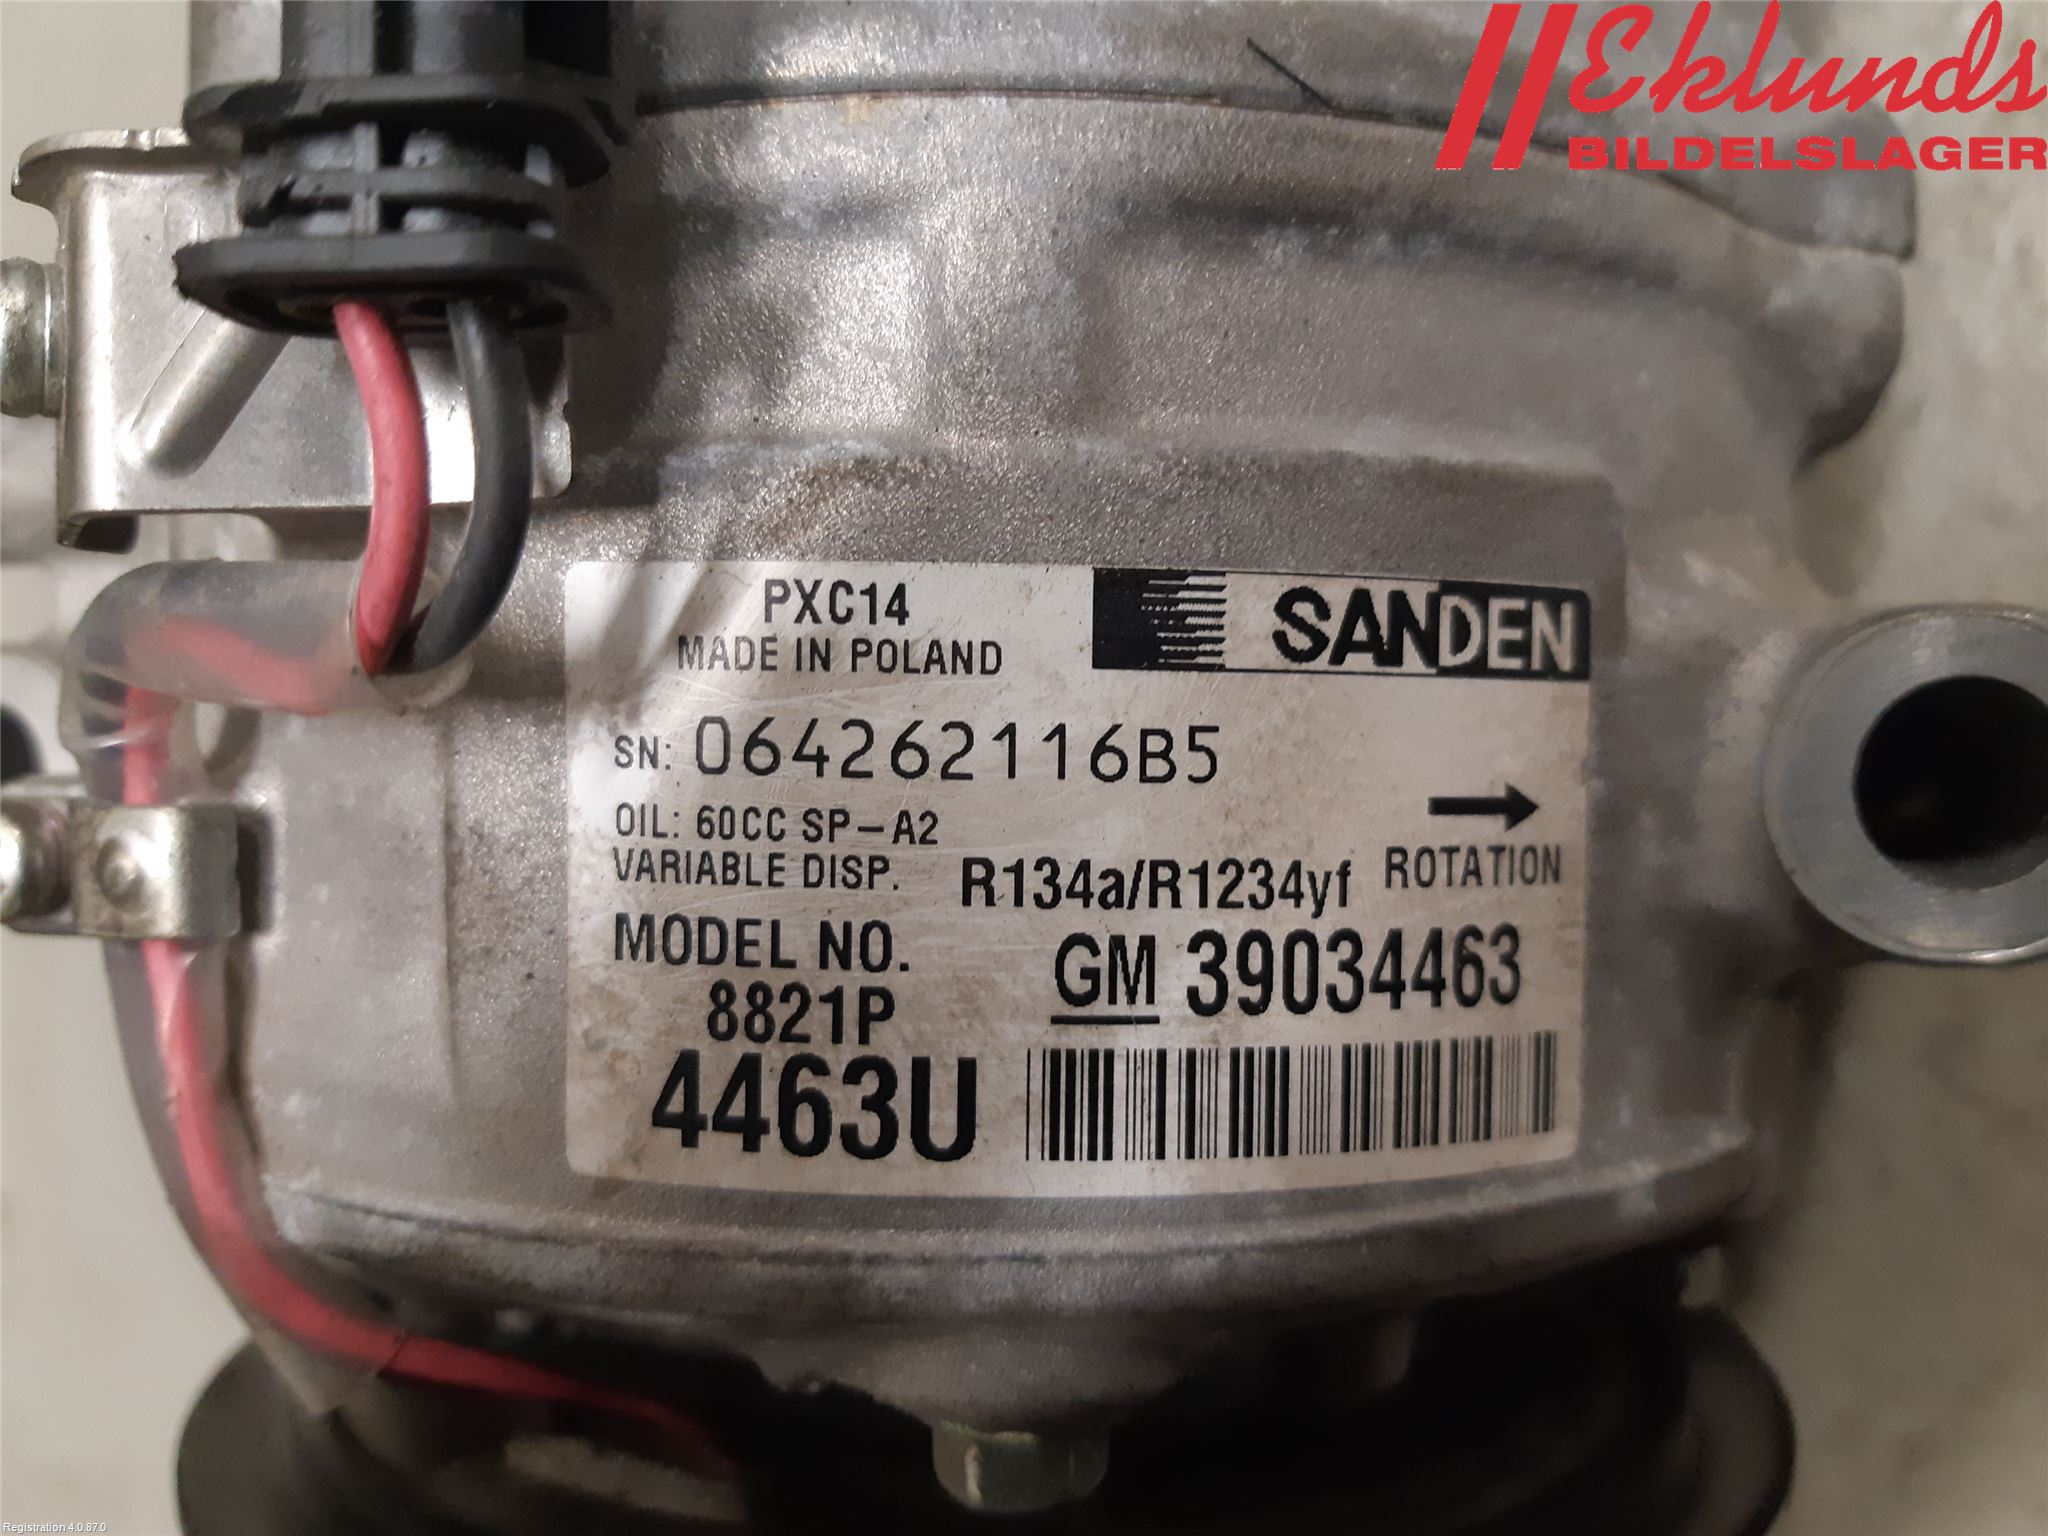 Eklunds
BILDELSLAGER
PXC14
MADE IN POLAND
SANDEN
SN: 064262116B5
OIL: 60CC SP-A2
VARIABLE DISP.
R134a/R1234yf
ROTATION
MODEL NO.
8821P
GM 39034463
4463U
Registration 4.0.87.0